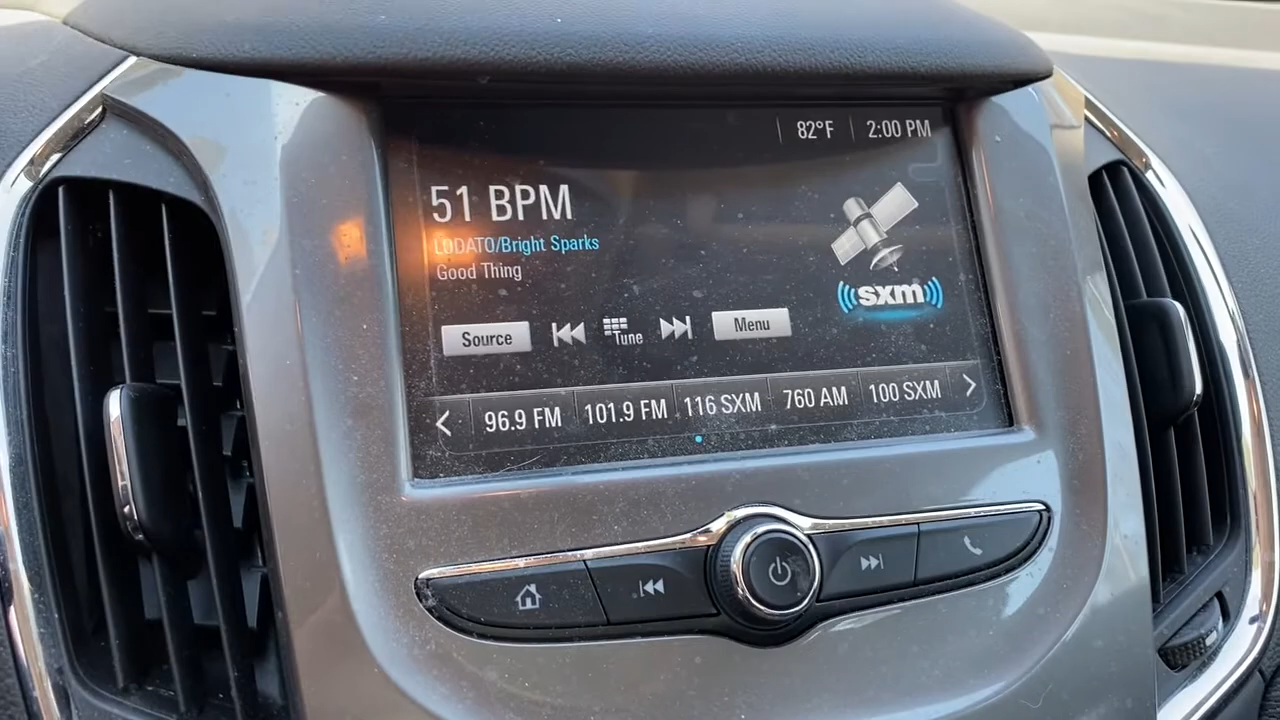 82°F 2:00 PM
51 BPM
LODATO/Bright Sparks
Good Thing
sxm
Source Tune Menu
96.9 FM 101.9 FM 116 SXM 760 AM 100 SXM